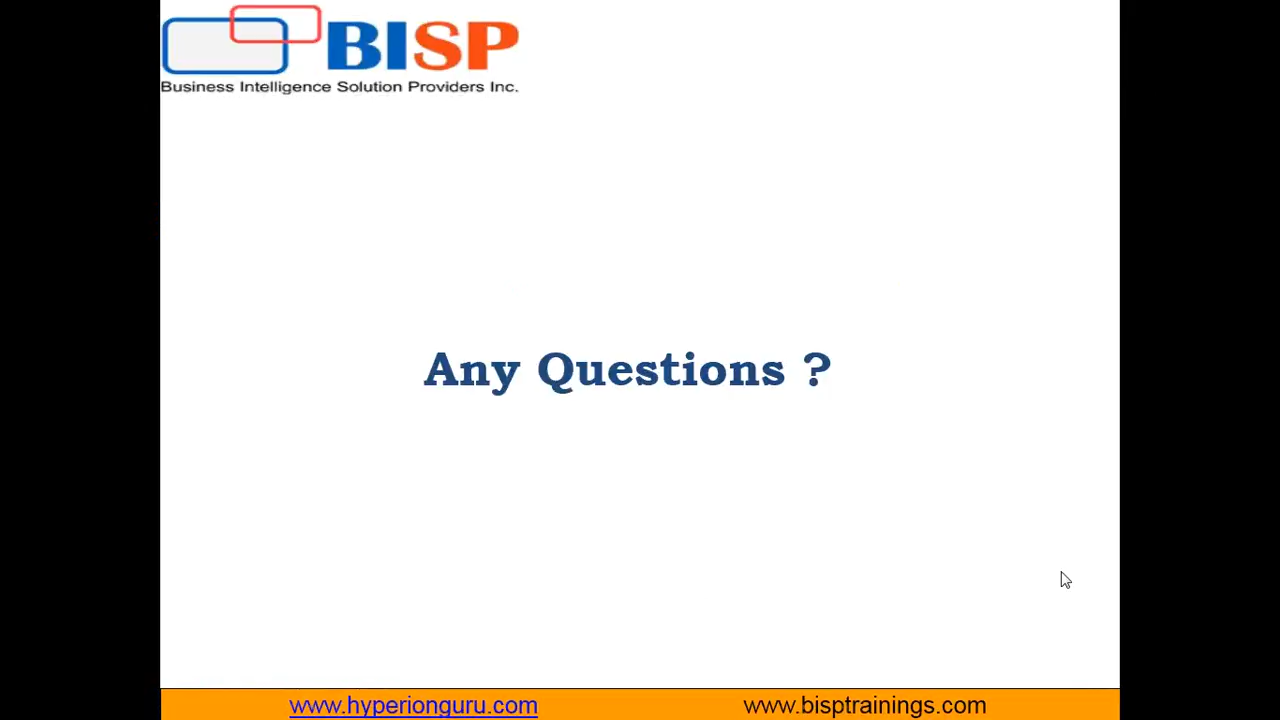 BISP
Business Intelligence Solution Providers Inc.
Any Questions ?
www.hyperionguru.com www.bisptrainings.com